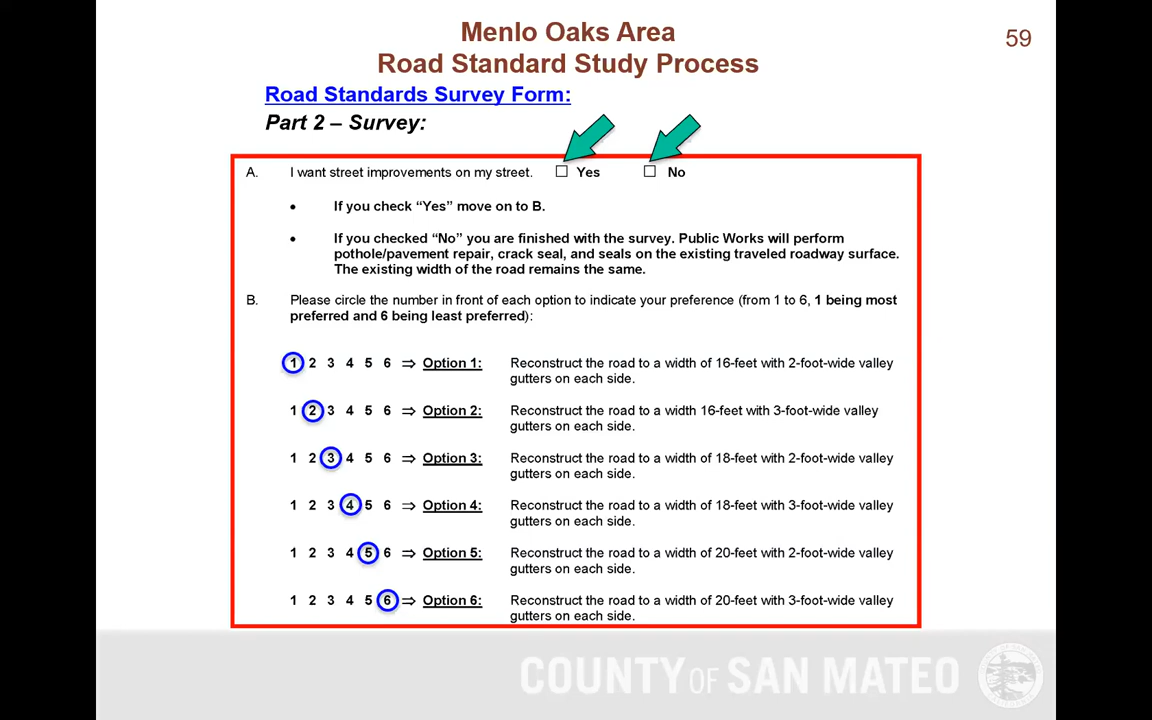 Menlo Oaks Area
59
Road Standard Study Process
Road Standards Survey Form:
Part 2 – Survey:
A. I want street improvements on my street. ☐ Yes ☐ No
• If you check “Yes” move on to B.
• If you checked “No” you are finished with the survey. Public Works will perform
pothole/pavement repair, crack seal, and seals on the existing traveled roadway surface.
The existing width of the road remains the same.
B. Please circle the number in front of each option to indicate your preference (from 1 to 6, 1 being most
preferred and 6 being least preferred):
1 2 3 4 5 6 ⇒ Option 1: Reconstruct the road to a width of 16-feet with 2-foot-wide valley
gutters on each side.
1 2 3 4 5 6 ⇒ Option 2: Reconstruct the road to a width 16-feet with 3-foot-wide valley
gutters on each side.
1 2 3 4 5 6 ⇒ Option 3: Reconstruct the road to a width of 18-feet with 2-foot-wide valley
gutters on each side.
1 2 3 4 5 6 ⇒ Option 4: Reconstruct the road to a width of 18-feet with 3-foot-wide valley
gutters on each side.
1 2 3 4 5 6 ⇒ Option 5: Reconstruct the road to a width of 20-feet with 2-foot-wide valley
gutters on each side.
1 2 3 4 5 6 ⇒ Option 6: Reconstruct the road to a width of 20-feet with 3-foot-wide valley
gutters on each side.
COUNTY OF SAN MATEO